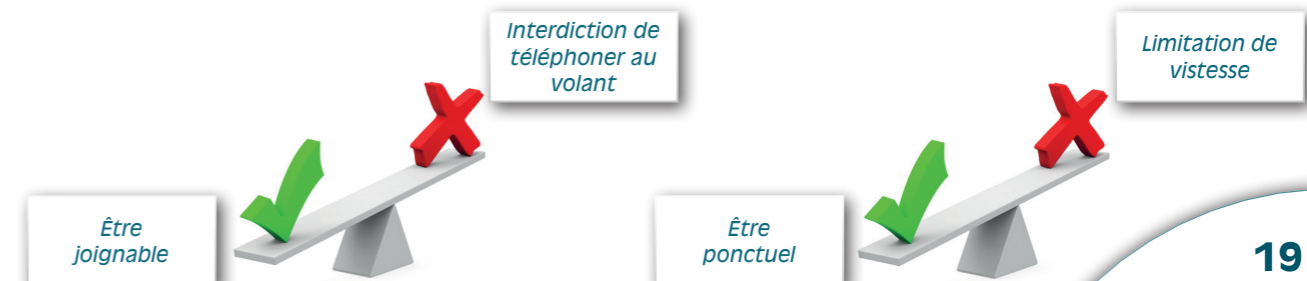 Interdiction de
téléphoner au
volant
Être
joignable
Limitation de
vistesse
Être
ponctuel
19